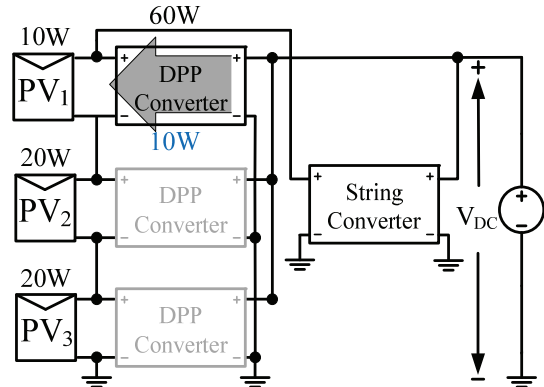 60W
10W
PV1
+ +
DPP
Converter
- -
10W
20W
PV2
+ +
DPP
Converter
- -
+ +
String
Converter
- -
+
VDC
-
+
-
20W
PV3
+ +
DPP
Converter
- -